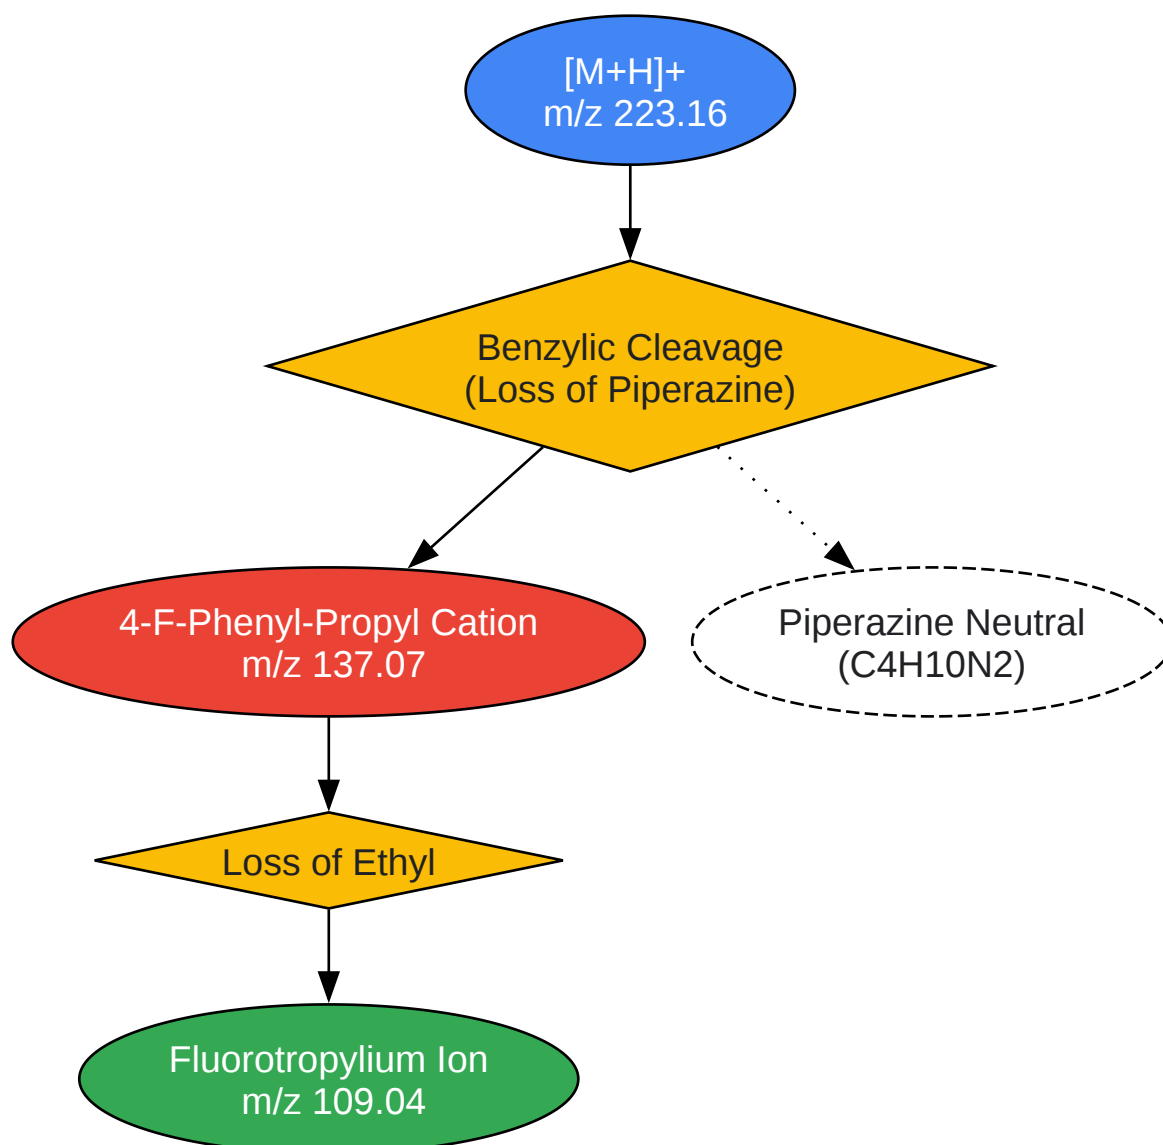 [M+H]+
m/z 223.16
Benzylic Cleavage
(Loss of Piperazine)
4-F-Phenyl-Propyl Cation
m/z 137.07
Piperazine Neutral
(C4H10N2)
Loss of Ethyl
Fluorotropylium Ion
m/z 109.04